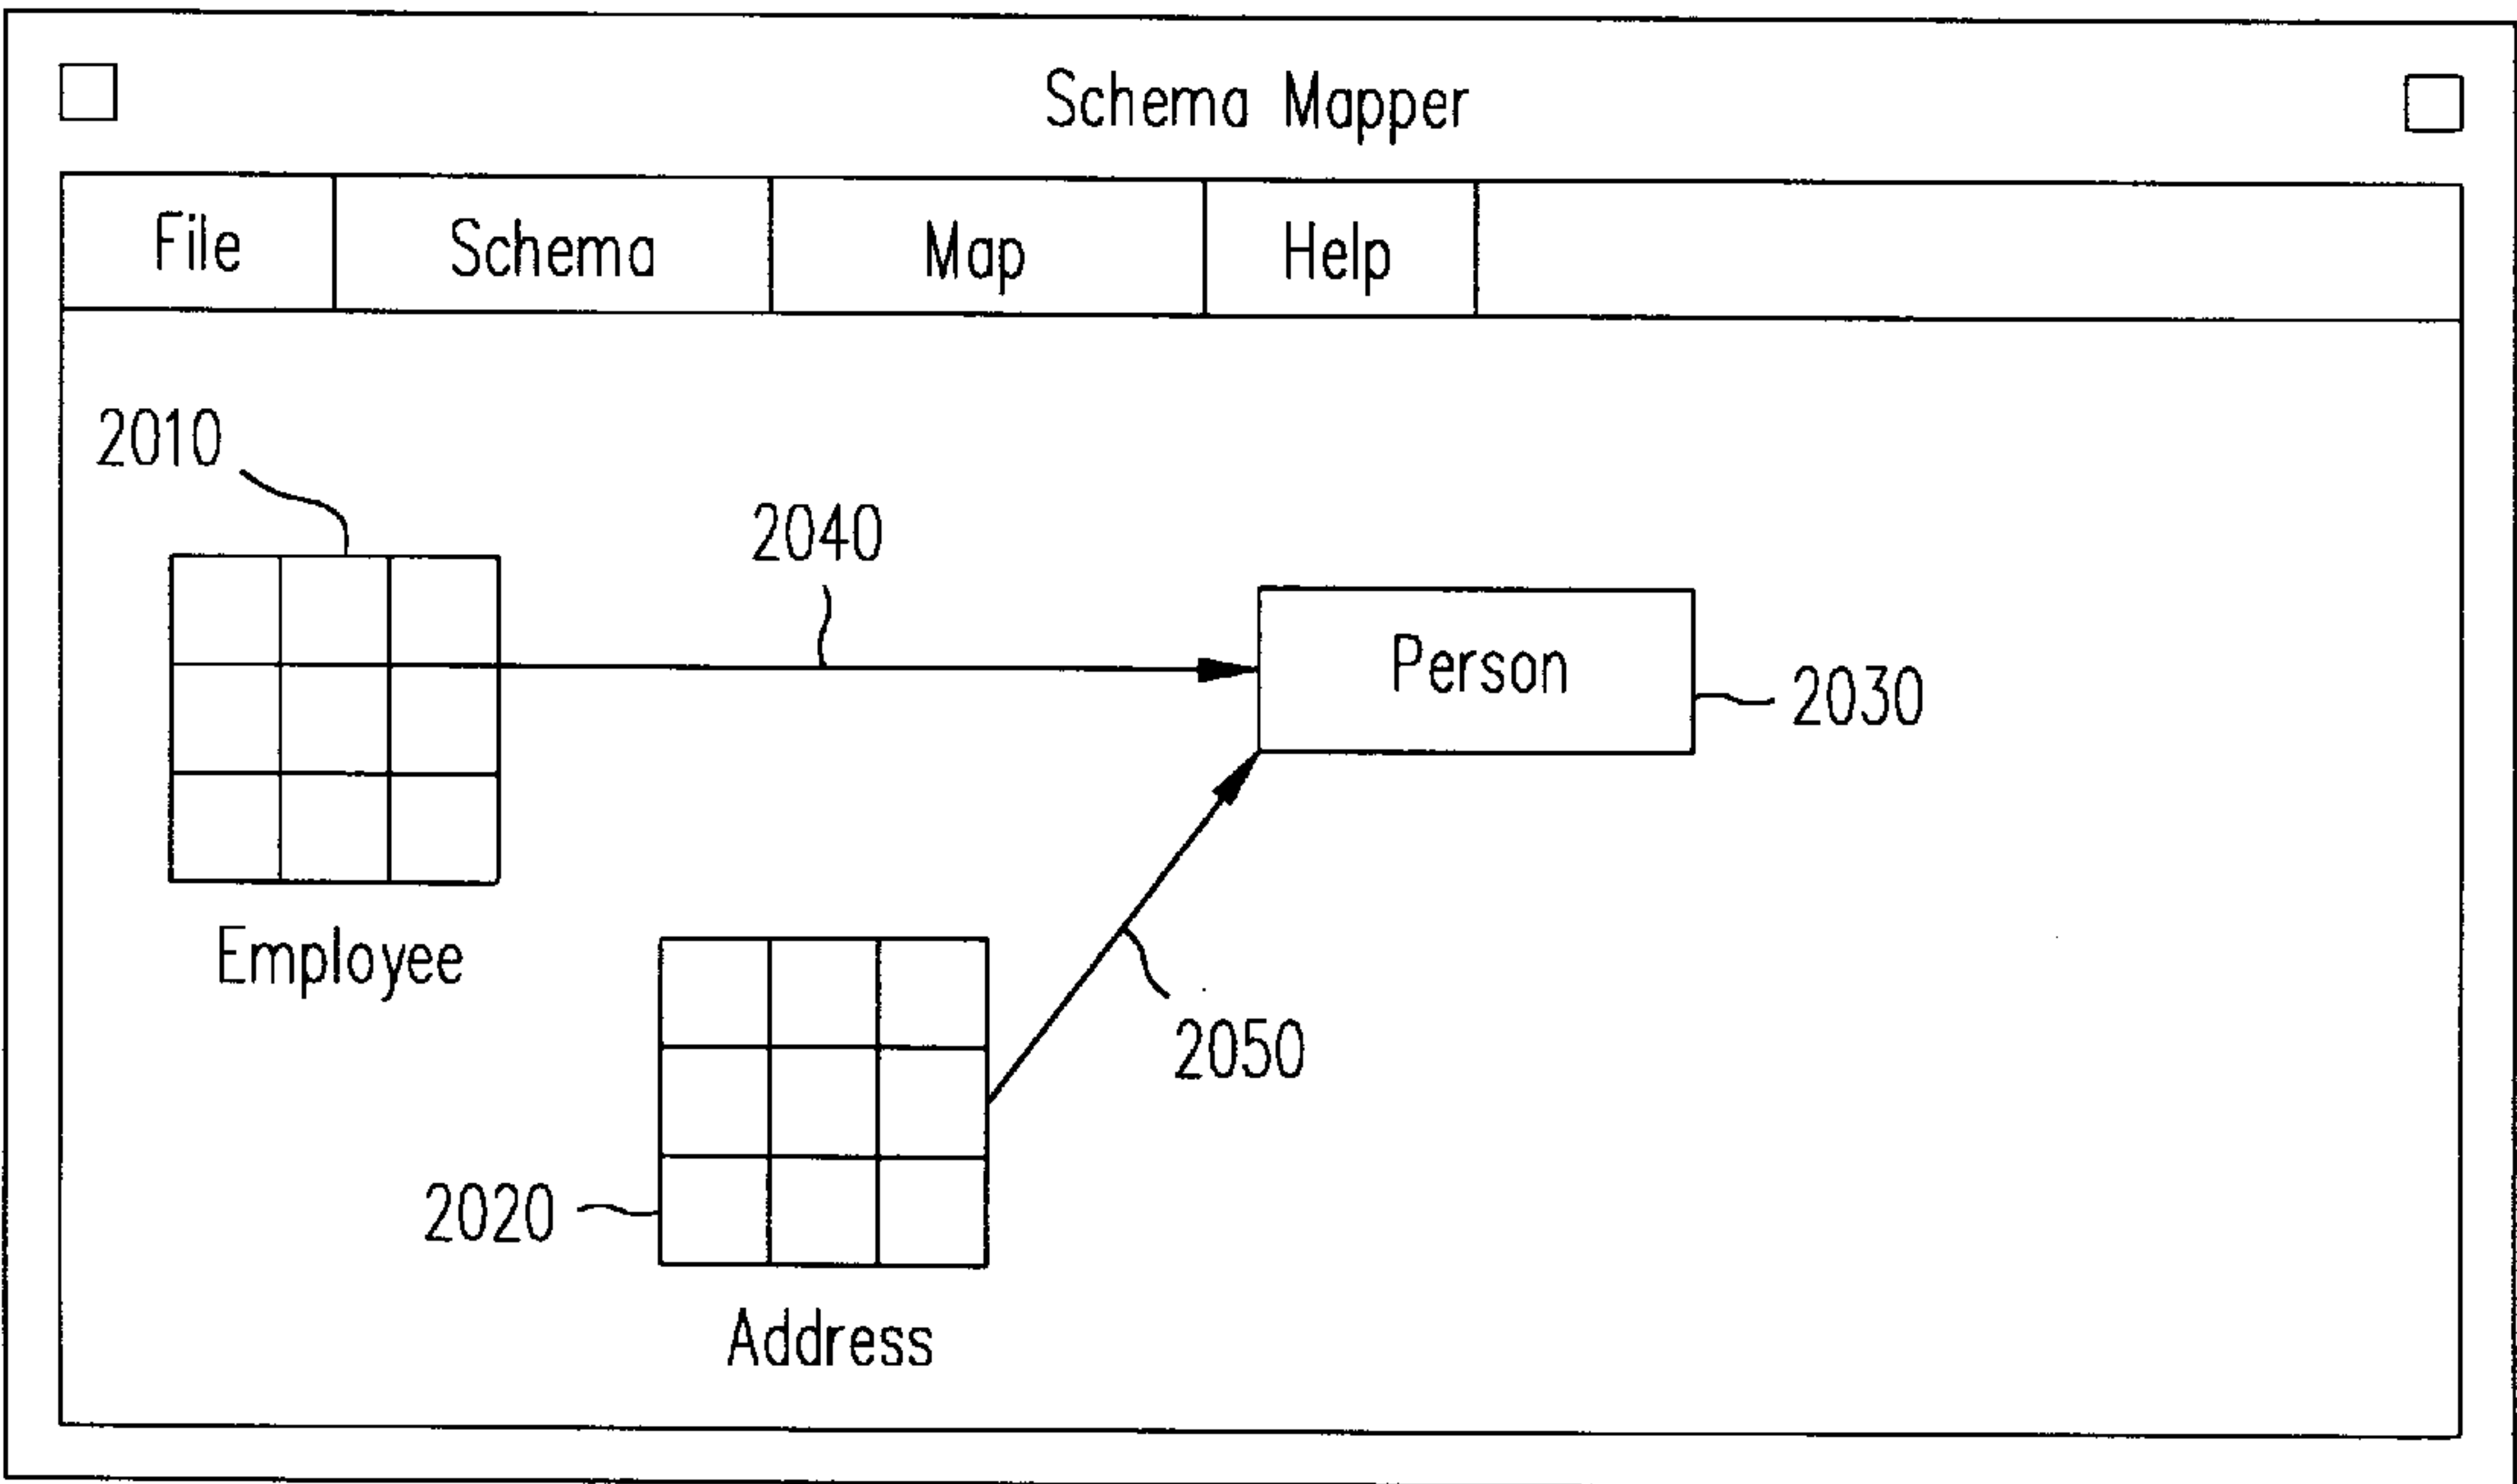 Schema Mapper
File Schema Map Help
2010
2040
Person
2030
Employee
2050
2020
Address